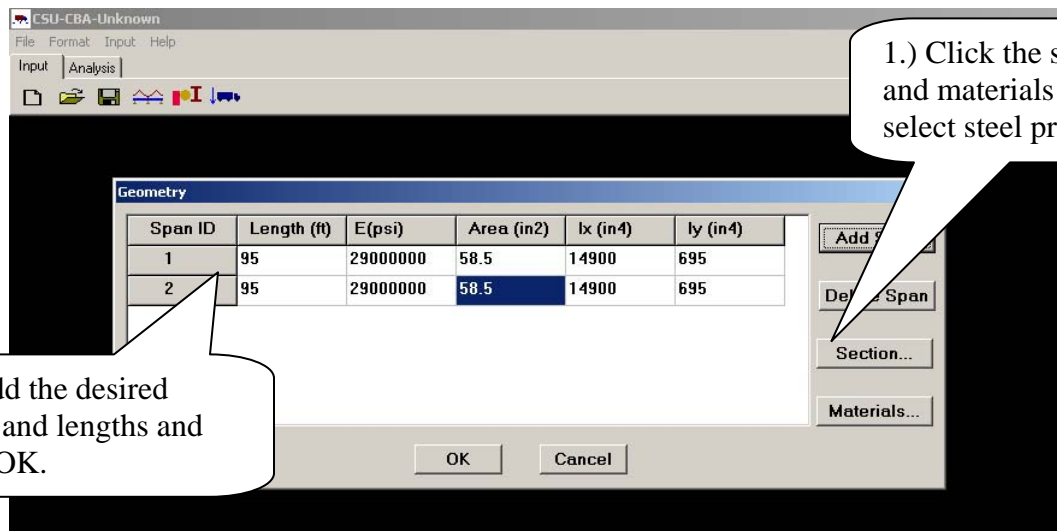 CSU-CBA-Unknown
File Format Input Help
Input Analysis
1.) Click the
and materials
select steel
Geometry
Span ID Length (ft) E(psi) Area (in2) Ix (in4) Iy (in4)
1 95 29000000 58.5 14900 695
2 95 29000000 58.5 14900 695
Add
Span
Section...
Materials...
the desired
and lengths and
OK.
OK Cancel